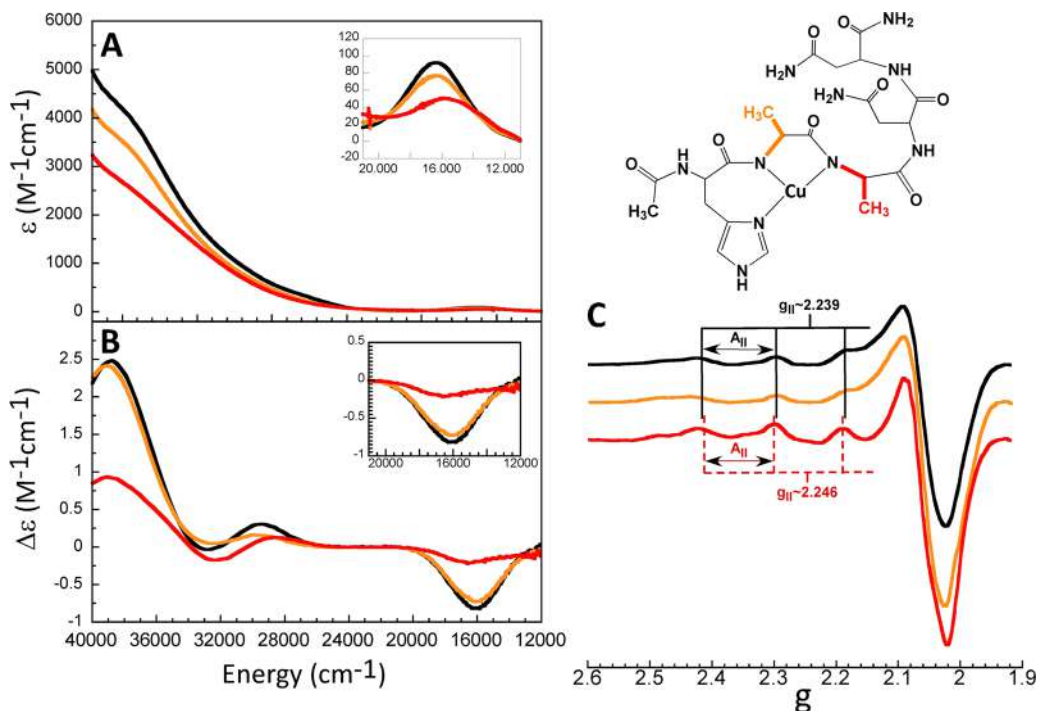 A
ε (M-1cm-1)
6000
5000
4000
3000
2000
1000
0
120
100
80
60
40
20
0
-20
20.000 16.000 12.000
B
Δε (M-1cm-1)
2.5
2
1.5
1
0.5
0
-0.5
-1
0
-0.5
-1
20000 16000 12000
40000 36000 32000 28000 24000 20000 16000 12000
Energy (cm-1)
O NH2
O
H2N NH
H2N O O
H3C O
H O N N NH
N Cu
O O
H3C N CH3
N
H
C
gII~2.239
AII
AII
gII~2.246
2.6 2.5 2.4 2.3 2.2 2.1 2 1.9
g